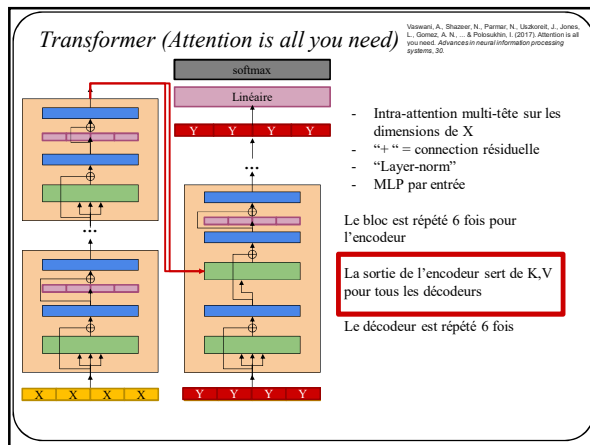 Transformer (Attention is all you need)
Vaswani, A., Shazeer, N., Parmar, N., Uszkoreit, J., Jones,
L., Gomez, A. N., ... & Polosukhin, I. (2017). Attention is all
you need. Advances in neural information processing
systems, 30.
softmax
Linéaire
Y Y Y Y
...
...
- Intra-attention multi-tête sur les
dimensions de X
- “+ “ = connection résiduelle
- “Layer-norm”
- MLP par entrée
Le bloc est répété 6 fois pour
l’encodeur
La sortie de l’encodeur sert de K,V
pour tous les décodeurs
Le décodeur est répété 6 fois
X X X X
Y Y Y Y